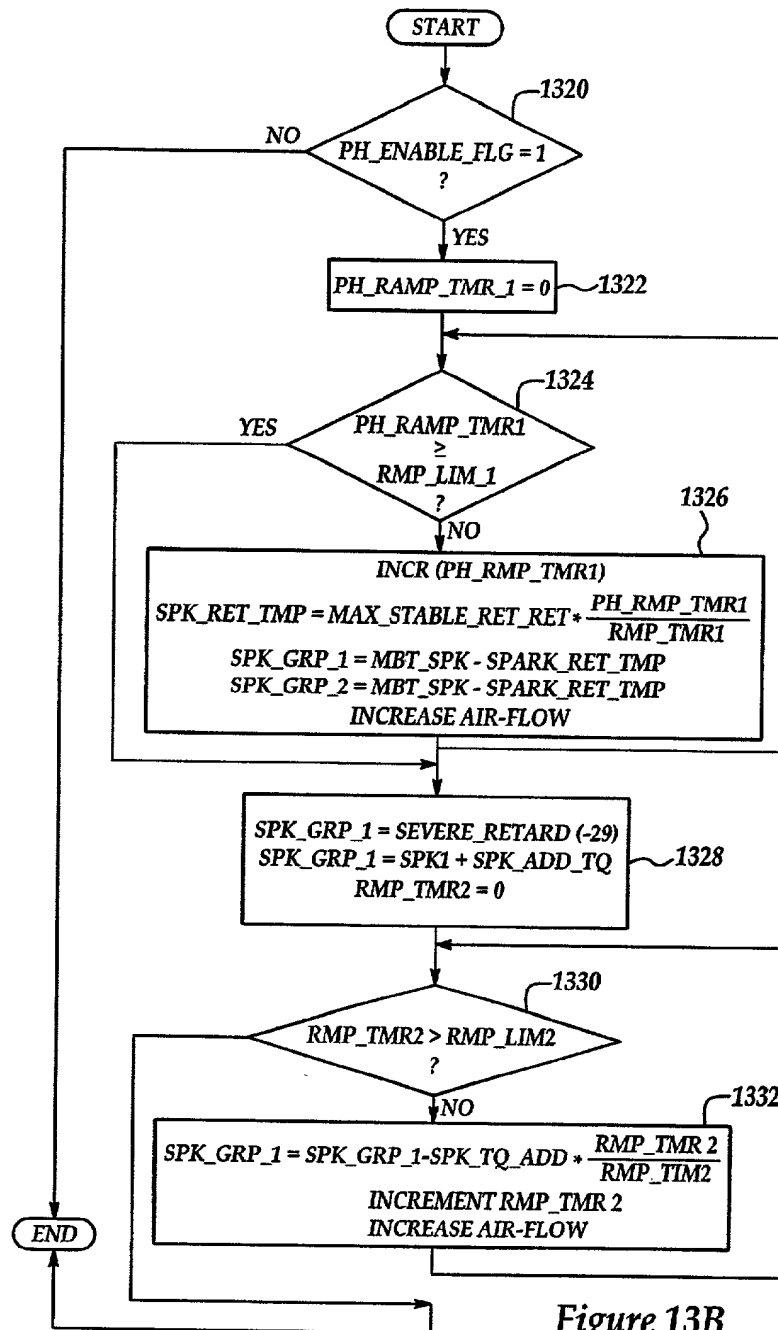 START
1320
NO
PH_ENABLE_FLG = 1
?
YES
PH_RAMP_TMR_1 = 0
1322
1324
YES
PH_RAMP_TMR1
≥
RMP_LIM_1
?
NO
1326
INCR (PH_RMP_TMR1)
SPK_RET_TMP = MAX_STABLE_RET_RET * PH_RMP_TMR1
RMP_TMR1
SPK_GRP_1 = MBT_SPK - SPARK_RET_TMP
SPK_GRP_2 = MBT_SPK - SPARK_RET_TMP
INCREASE AIR-FLOW
SPK_GRP_1 = SEVERE_RETARD (-29)
SPK_GRP_1 = SPK1 + SPK_ADD_TQ
RMP_TMR2 = 0
1328
1330
RMP_TMR2 > RMP_LIM2
?
NO
1332
SPK_GRP_1 = SPK_GRP_1-SPK_TQ_ADD * RMP_TMR 2
RMP_TIM2
INCREMENT RMP_TMR 2
INCREASE AIR-FLOW
END
Figure 13B